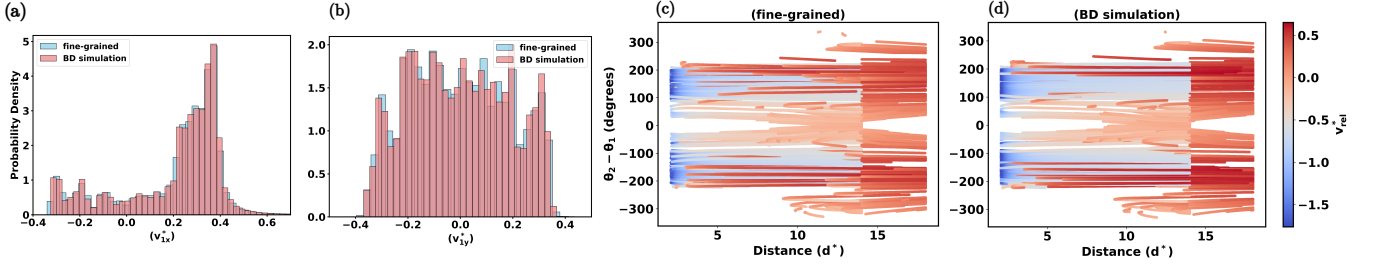 (a)
5
4
3
2
1
0
Probability Density
fine-grained
BD simulation
−0.4 −0.2 0.0 0.2 0.4 0.6
(v*1x)
(b)
2.0
1.5
1.0
0.5
0.0
fine-grained
BD simulation
−0.4 −0.2 0.0 0.2 0.4
(v*1y)
(c)
(fine-grained)
300
200
100
0
−100
−200
−300
θ2 − θ1 (degrees)
5 10 15
Distance (d*)
(d)
(BD simulation)
300
200
100
0
−100
−200
−300
5 10 15
Distance (d*)
0.5
0.0
−0.5
−1.0
−1.5
v*rel